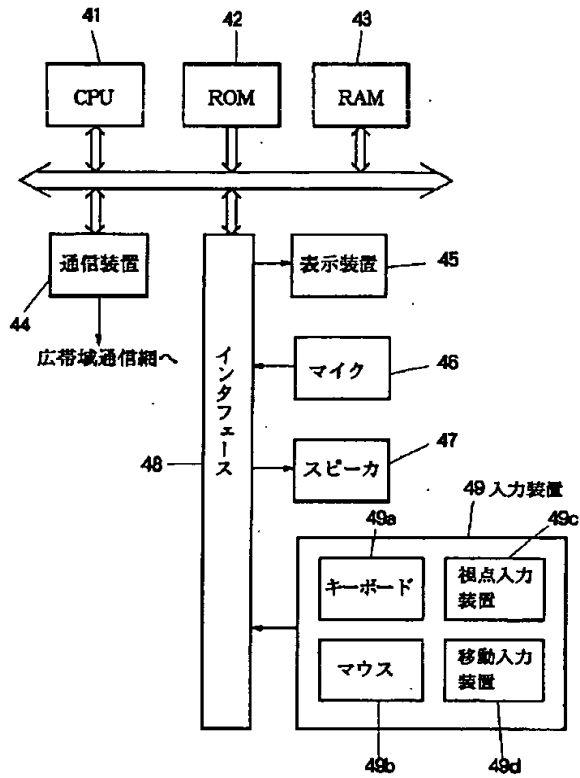 41
42
43
CPU
ROM
RAM
通信装置
44
広帯域通信網へ
インタフェース
48
表示装置
45
マイク
46
スピーカ
47
49 入力装置
49a
49c
キーボード
視点入力
装置
マウス
移動入力
装置
49b
49d